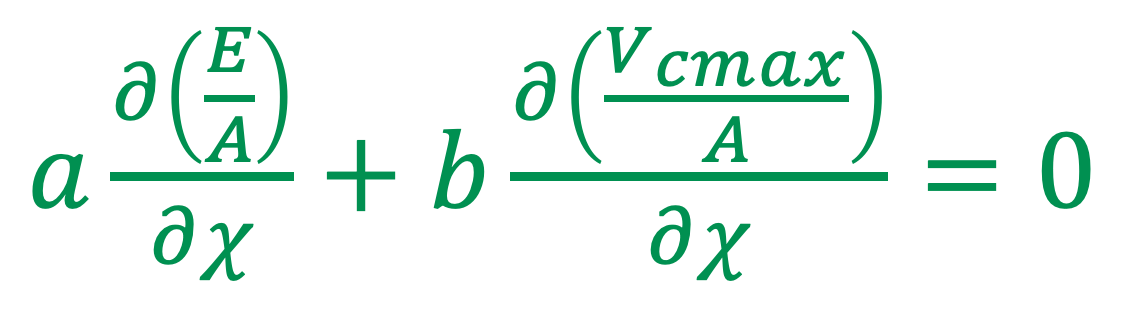 a ∂(E/A)/∂χ + b ∂(Vcmax/A)/∂χ = 0